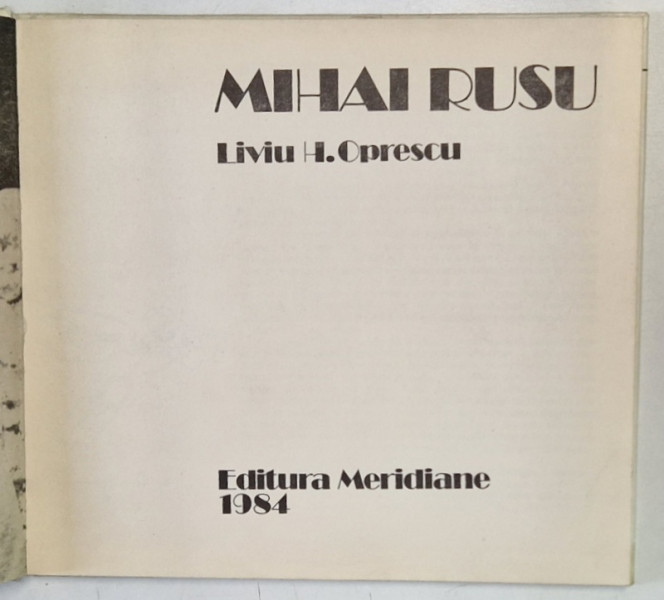 MIHAI RUSU
Liviu H. Oprescu
Editura Meridiane
1984